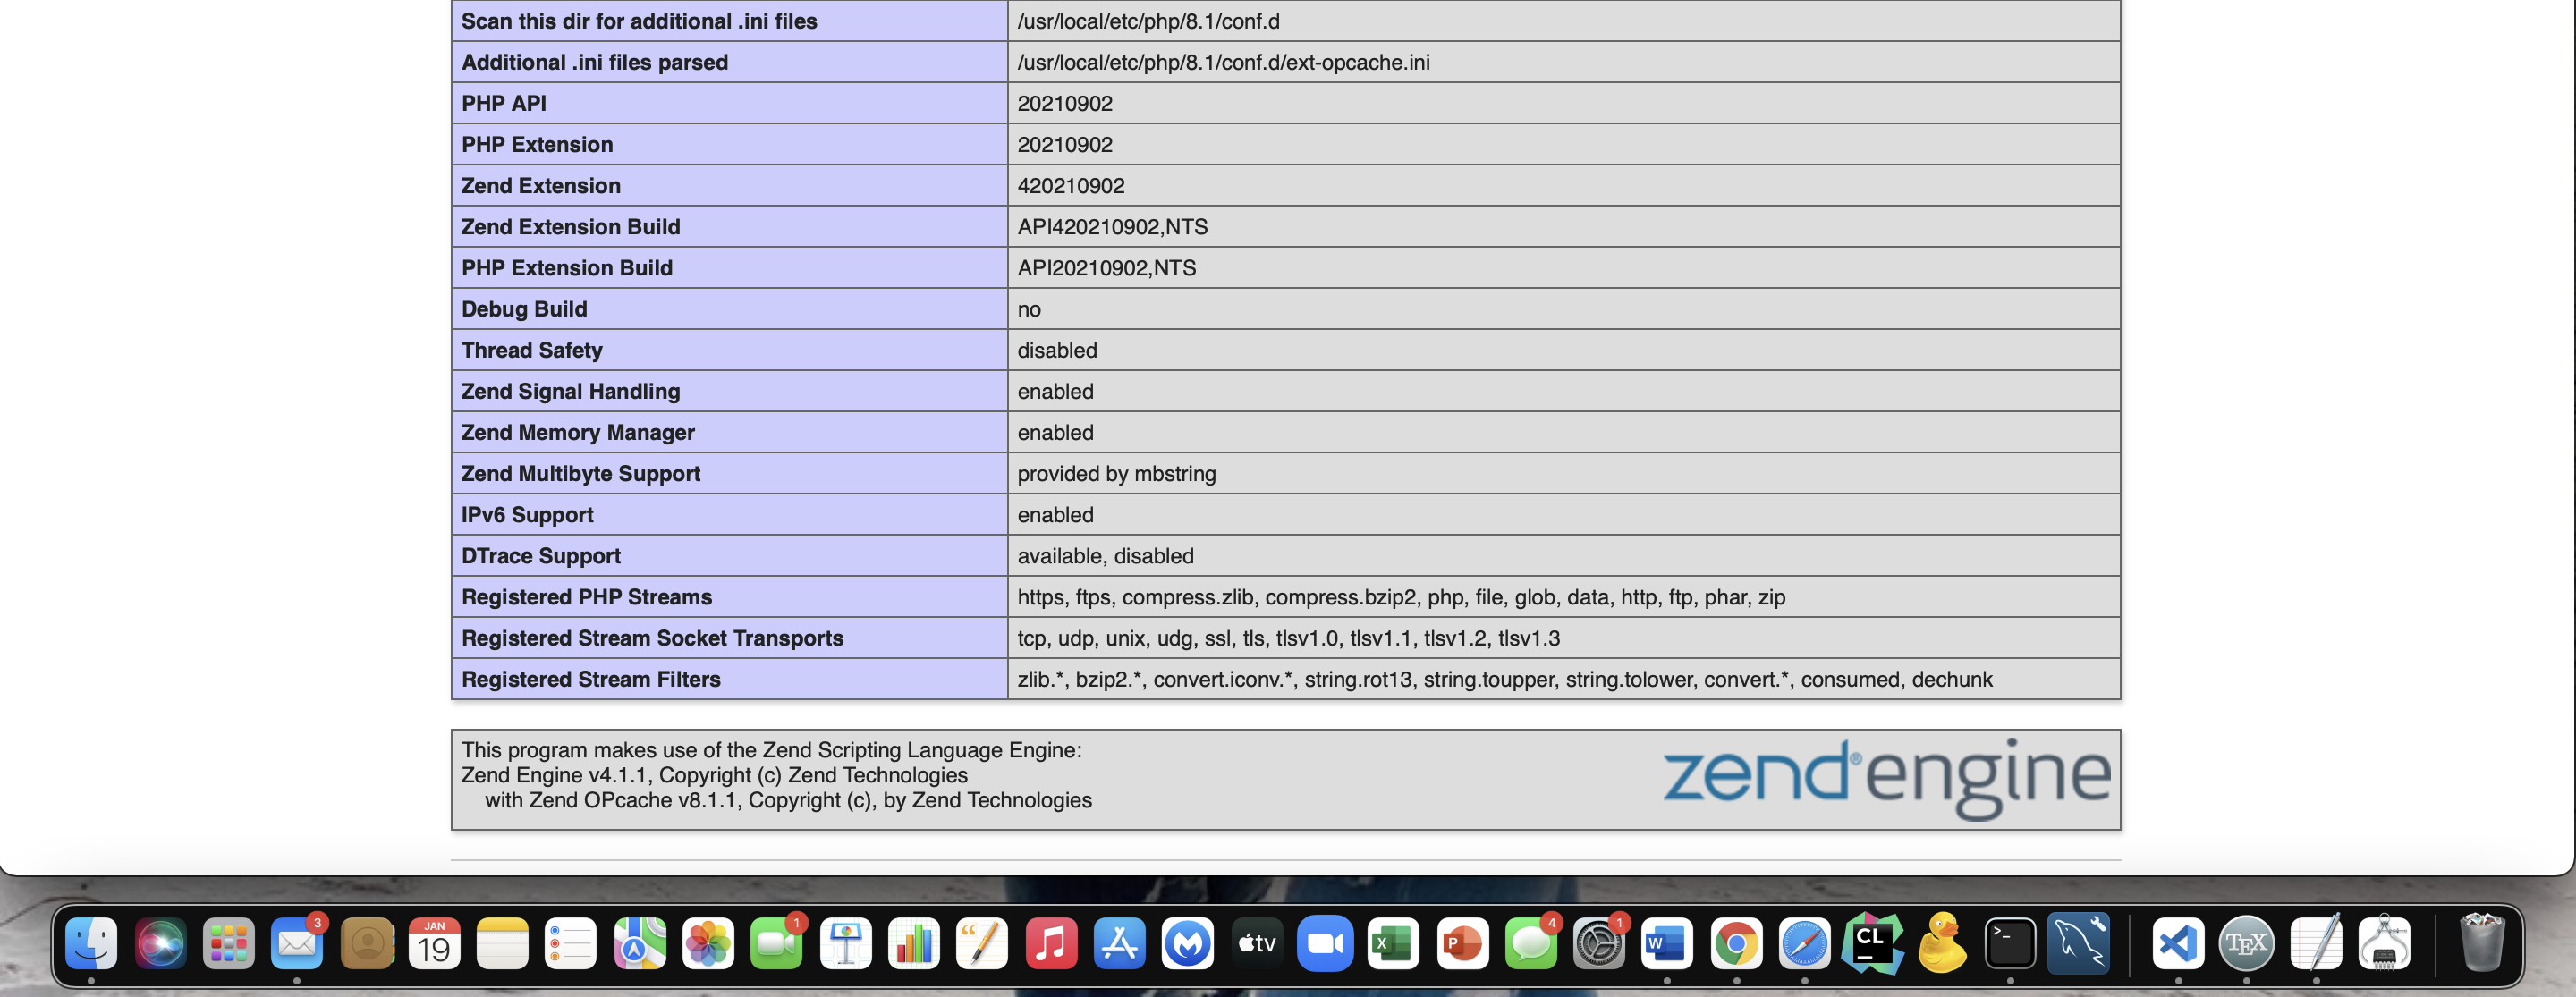 Scan this dir for additional .ini files /usr/local/etc/php/8.1/conf.d
Additional .ini files parsed /usr/local/etc/php/8.1/conf.d/ext-opcache.ini
PHP API 20210902
PHP Extension 20210902
Zend Extension 420210902
Zend Extension Build API420210902,NTS
PHP Extension Build API20210902,NTS
Debug Build no
Thread Safety disabled
Zend Signal Handling enabled
Zend Memory Manager enabled
Zend Multibyte Support provided by mbstring
IPv6 Support enabled
DTrace Support available, disabled
Registered PHP Streams https, ftps, compress.zlib, compress.bzip2, php, file, glob, data, http, ftp, phar, zip
Registered Stream Socket Transports tcp, udp, unix, udg, ssl, tls, tlsv1.0, tlsv1.1, tlsv1.2, tlsv1.3
Registered Stream Filters zlib.*, bzip2.*, convert.iconv.*, string.rot13, string.toupper, string.tolower, convert.*, consumed, dechunk
This program makes use of the Zend Scripting Language Engine:
Zend Engine v4.1.1, Copyright (c) Zend Technologies
with Zend OPcache v8.1.1, Copyright (c), by Zend Technologies
zend® engine
3
JAN
19
1
tv
X
P
4
1
W
CL
>_
TEX